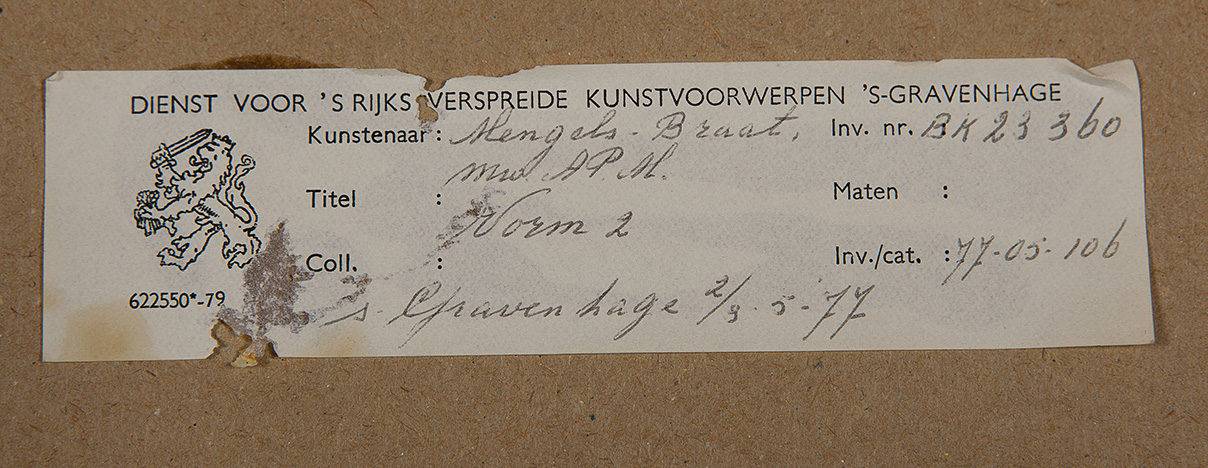 DIENST VOOR 'S RIJKS VERSPREIDE KUNSTVOORWERPEN 'S-GRAVENHAGE
Kunstenaar : Mengels-Braat, Inv. nr. BK 23 360
mw A.P.M.
Titel : Vorm 2 Maten :
Coll. : Inv./cat. : 77-05-106
622550*-79
's Gravenhage 2/3-5-77